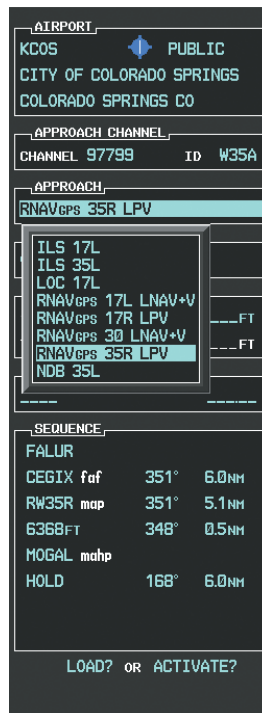 AIRPORT
KCOS PUBLIC
CITY OF COLORADO SPRINGS
COLORADO SPRINGS CO
APPROACH CHANNEL
CHANNEL 97799 ID W35A
APPROACH
RNAVGPS 35R LPV
ILS 17L
ILS 35L
LOC 17L
RNAVGPS 17L LNAV+V
RNAVGPS 17R LPV
RNAVGPS 30 LNAV+V
RNAVGPS 35R LPV
NDB 35L
___FT
___FT
____ __:__
SEQUENCE
FALUR
CEGIX faf 351° 6.0NM
RW35R map 351° 5.1NM
6368FT 348° 0.5NM
MOGAL mahp
HOLD 168° 6.0NM
LOAD? OR ACTIVATE?